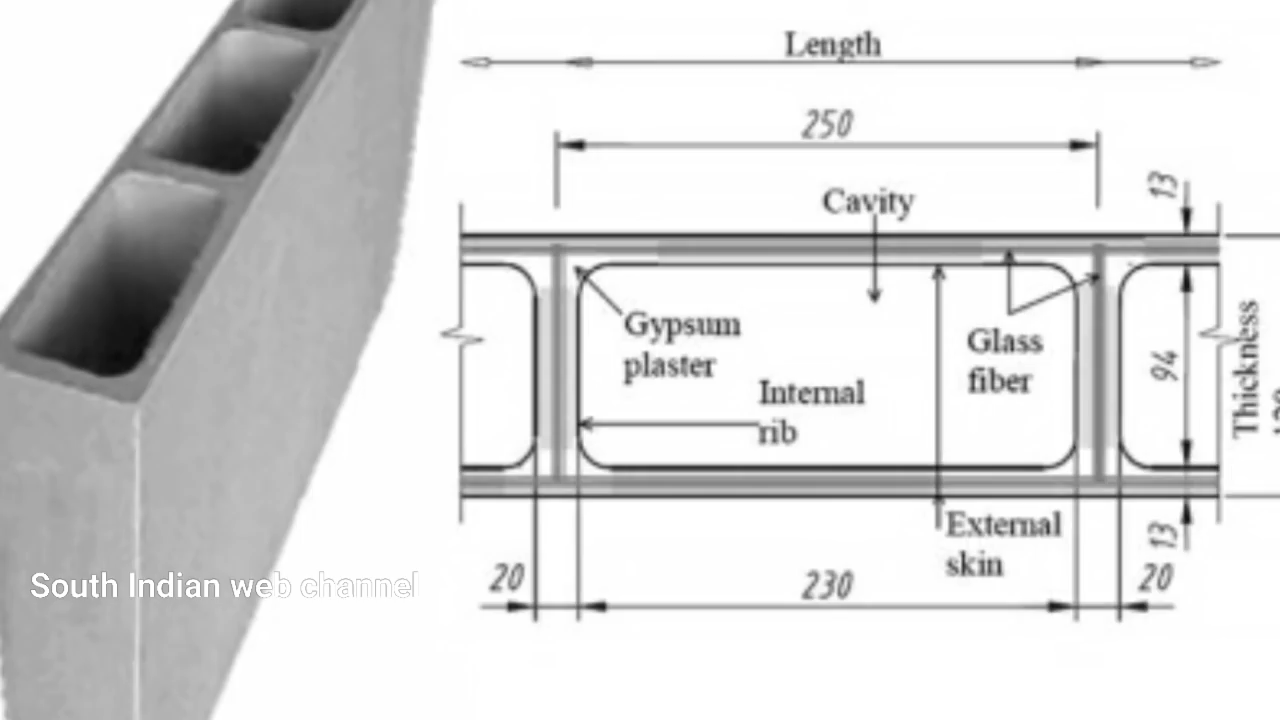 Length
250
13
Cavity
Gypsum
plaster
Glass
fiber
Internal
rib
94
Thickness
External
skin
13
20
230
20
South Indian web channel